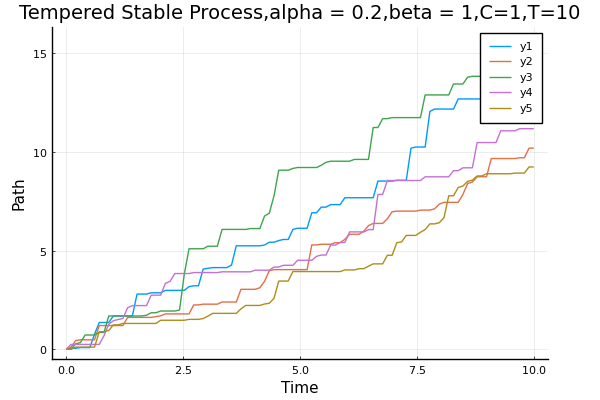 Tempered Stable Process,alpha = 0.2,beta = 1,C=1,T=10
y1
y2
y3
y4
y5
15
10
5
0
Path
0.0 2.5 5.0 7.5 10.0
Time